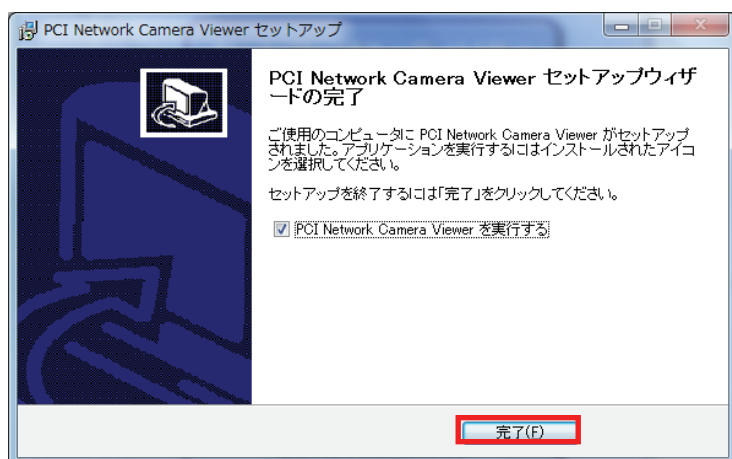 PCI Network Camera Viewer セットアップ
PCI Network Camera Viewer セットアップウィザ
ードの完了
ご使用のコンピュータに PCI Network Camera Viewer がセットアップ
されました。アプリケーションを実行するにはインストールされたアイコ
ンを選択してください。
セットアップを終了するには「完了」をクリックしてください。
PCI Network Camera Viewer を実行する
完了(F)